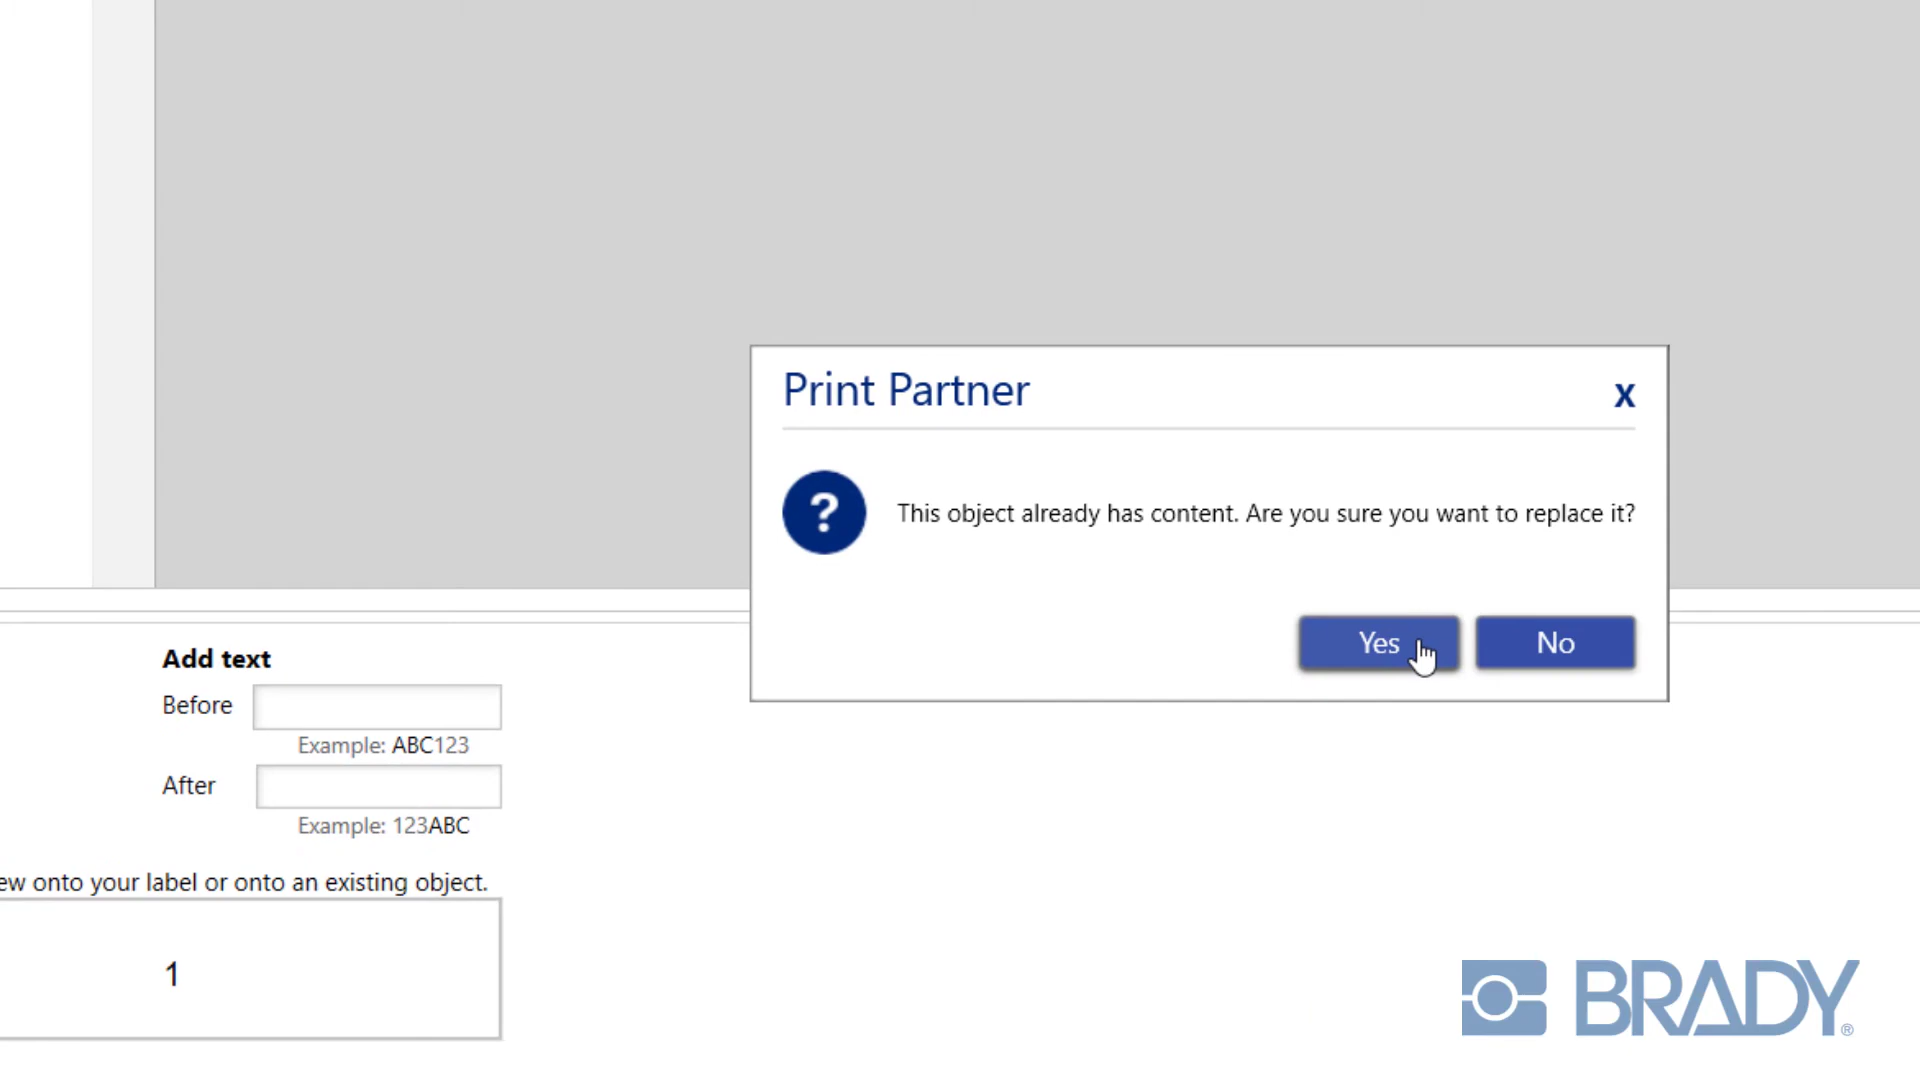 Print Partner
X
?
This object already has content. Are you sure you want to replace it?
Yes
No
Add text
Before
Example: ABC123
After
Example: 123ABC
ew onto your label or onto an existing object.
1
BRADY®